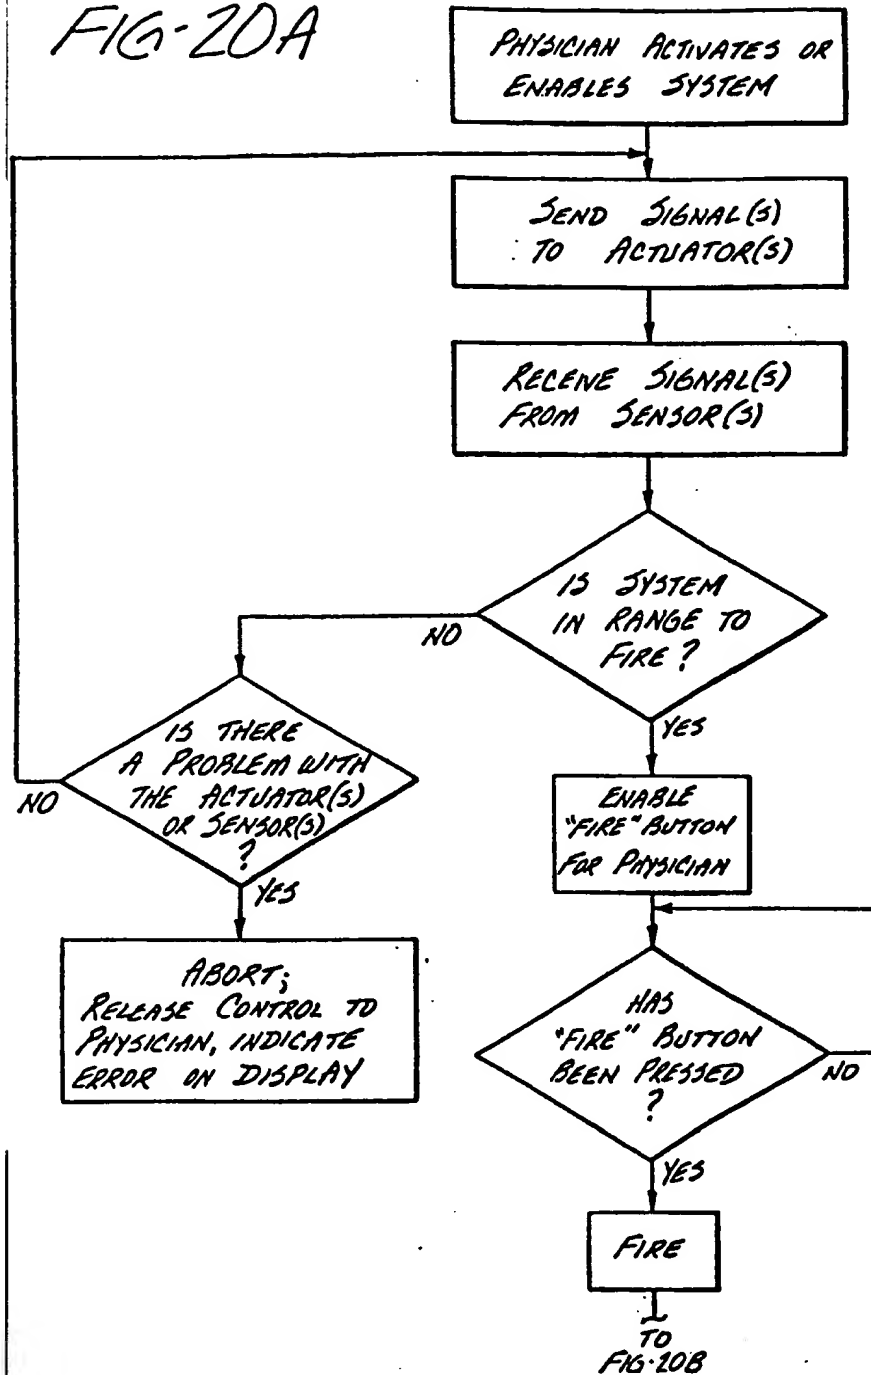 FIG-20A
PHYSICIAN ACTIVATES OR
ENABLES SYSTEM
SEND SIGNAL(S)
TO ACTUATOR(S)
RECEIVE SIGNAL(S)
FROM SENSOR(S)
IS SYSTEM
IN RANGE TO
FIRE?
NO
YES
IS THERE
A PROBLEM WITH
THE ACTUATOR(S)
OR SENSOR(S)
?
NO
YES
ABORT;
RELEASE CONTROL TO
PHYSICIAN, INDICATE
ERROR ON DISPLAY
ENABLE
"FIRE" BUTTON
FOR PHYSICIAN
HAS
"FIRE" BUTTON
BEEN PRESSED
?
NO
YES
FIRE
TO
FIG-20B